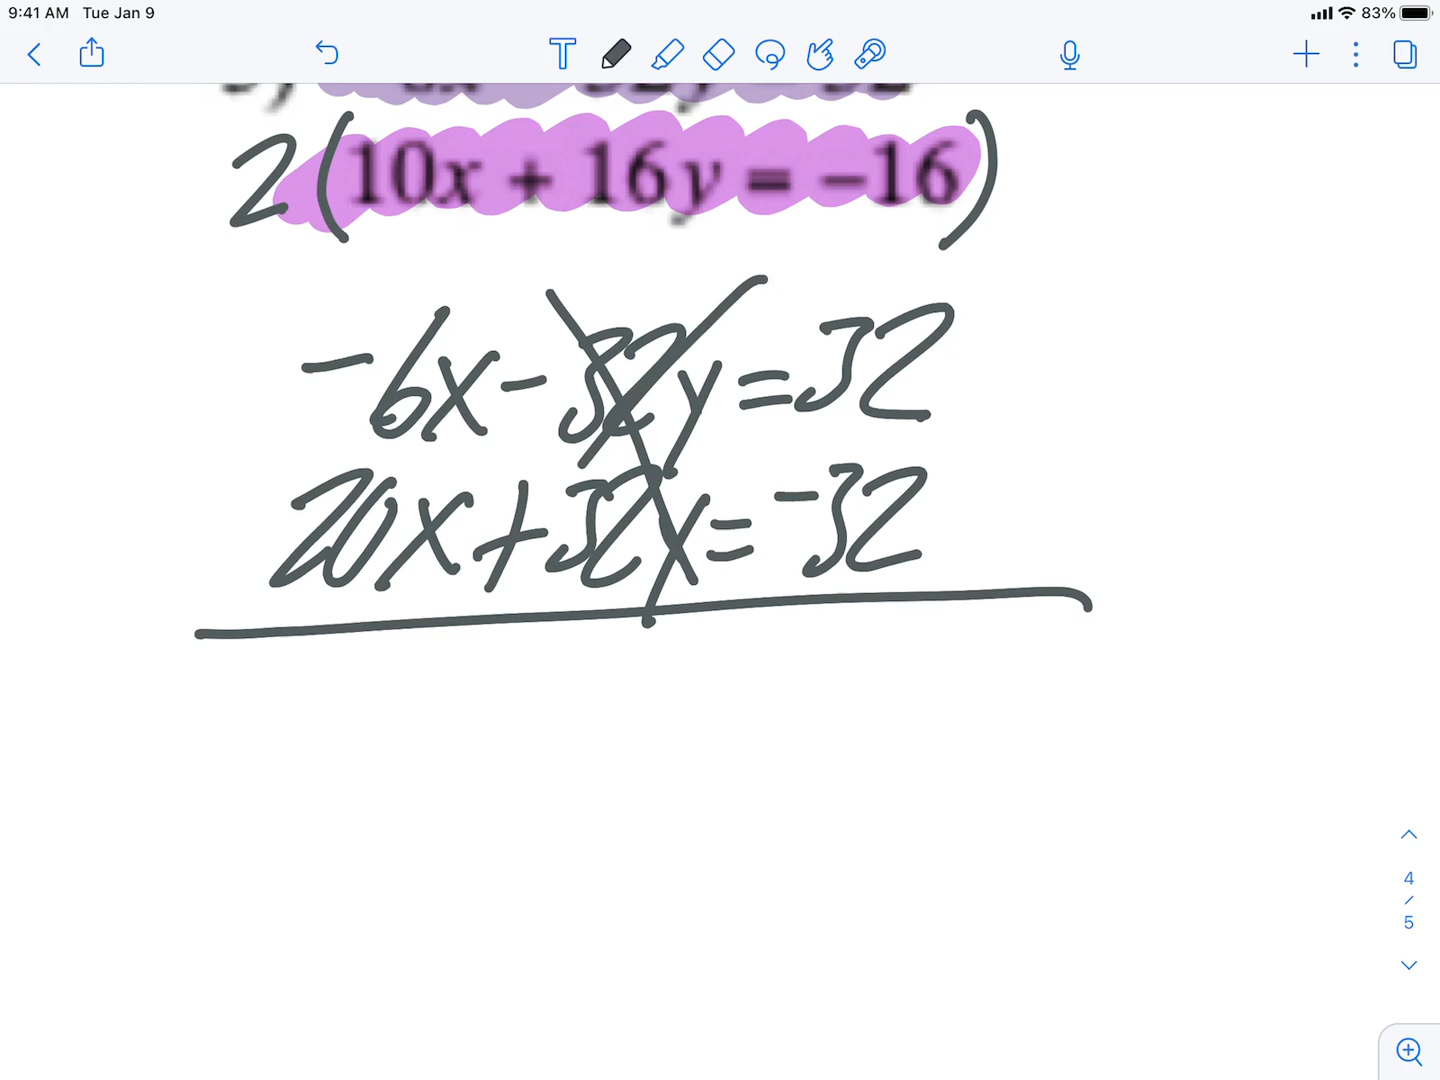 9:41 AM Tue Jan 9 83%
2(10x + 16y = −16)
-6x-32y=32
20x+32y=-32
4
/
5